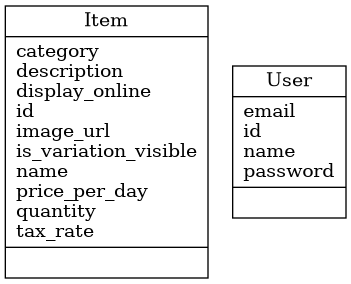 Item
category
description
display_online
id
image_url
is_variation_visible
name
price_per_day
quantity
tax_rate
User
email
id
name
password